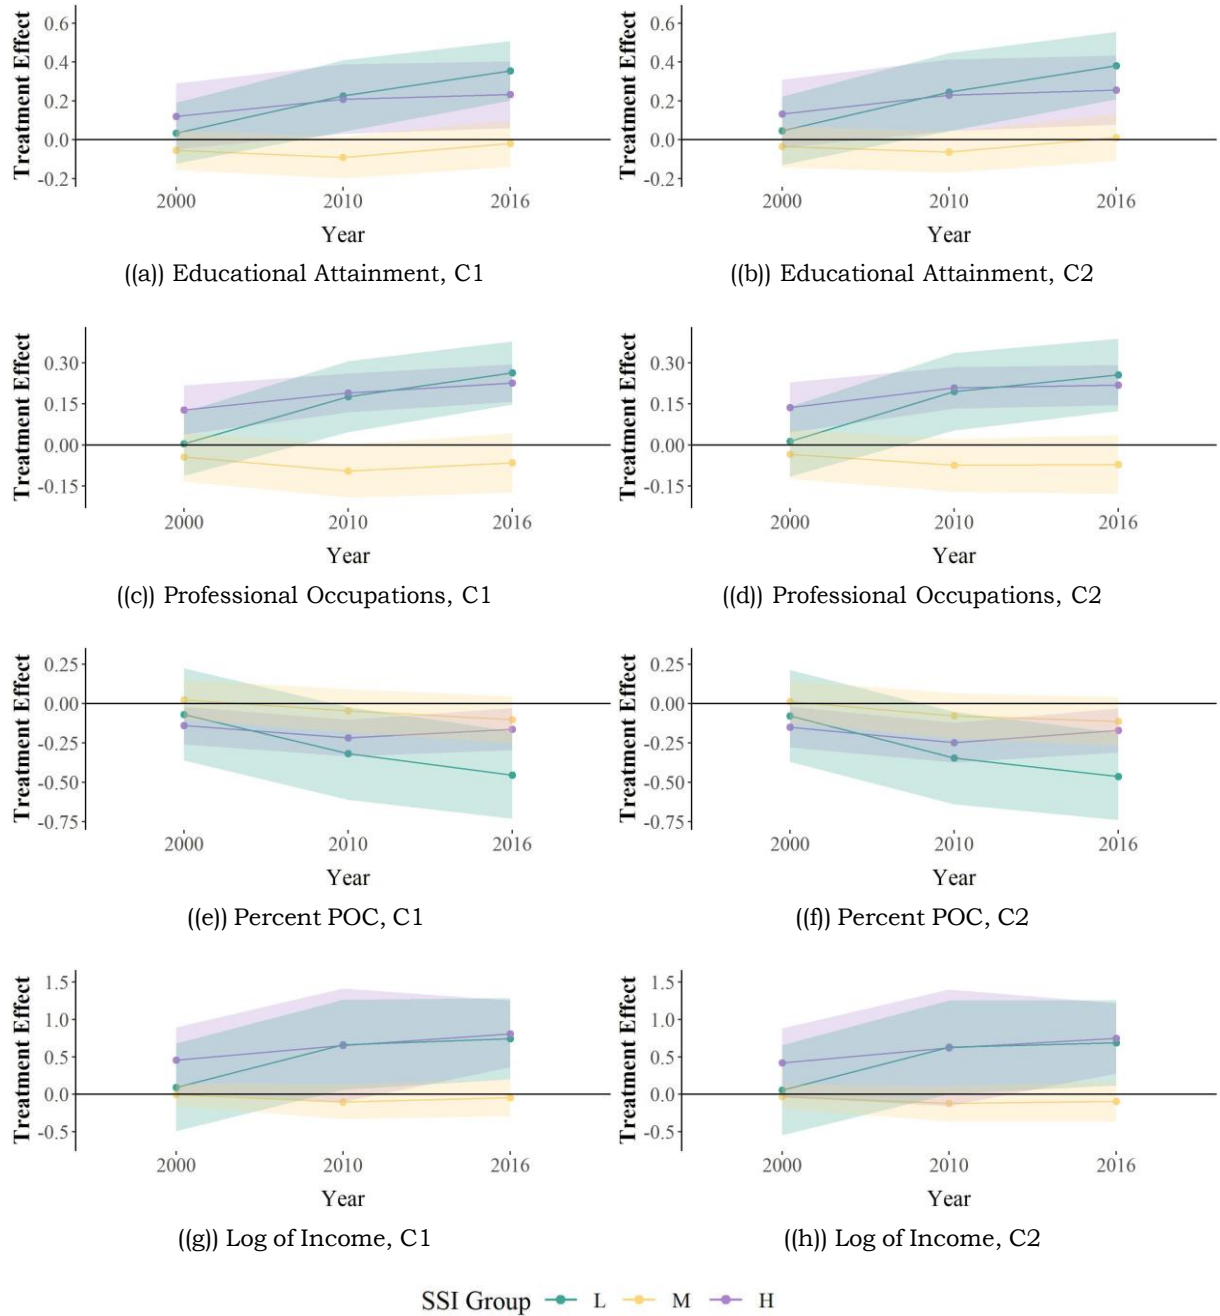 Treatment Effect
0.6
0.4
0.2
0.0
-0.2
2000 2010 2016
Year
((a)) Educational Attainment, C1
Treatment Effect
0.6
0.4
0.2
0.0
-0.2
2000 2010 2016
Year
((b)) Educational Attainment, C2
Treatment Effect
0.30
0.15
0.00
-0.15
2000 2010 2016
Year
((c)) Professional Occupations, C1
Treatment Effect
0.30
0.15
0.00
-0.15
2000 2010 2016
Year
((d)) Professional Occupations, C2
Treatment Effect
0.25
0.00
-0.25
-0.50
-0.75
2000 2010 2016
Year
((e)) Percent POC, C1
Treatment Effect
0.25
0.00
-0.25
-0.50
-0.75
2000 2010 2016
Year
((f)) Percent POC, C2
Treatment Effect
1.5
1.0
0.5
0.0
-0.5
2000 2010 2016
Year
((g)) Log of Income, C1
Treatment Effect
1.5
1.0
0.5
0.0
-0.5
2000 2010 2016
Year
((h)) Log of Income, C2
SSI Group L M H